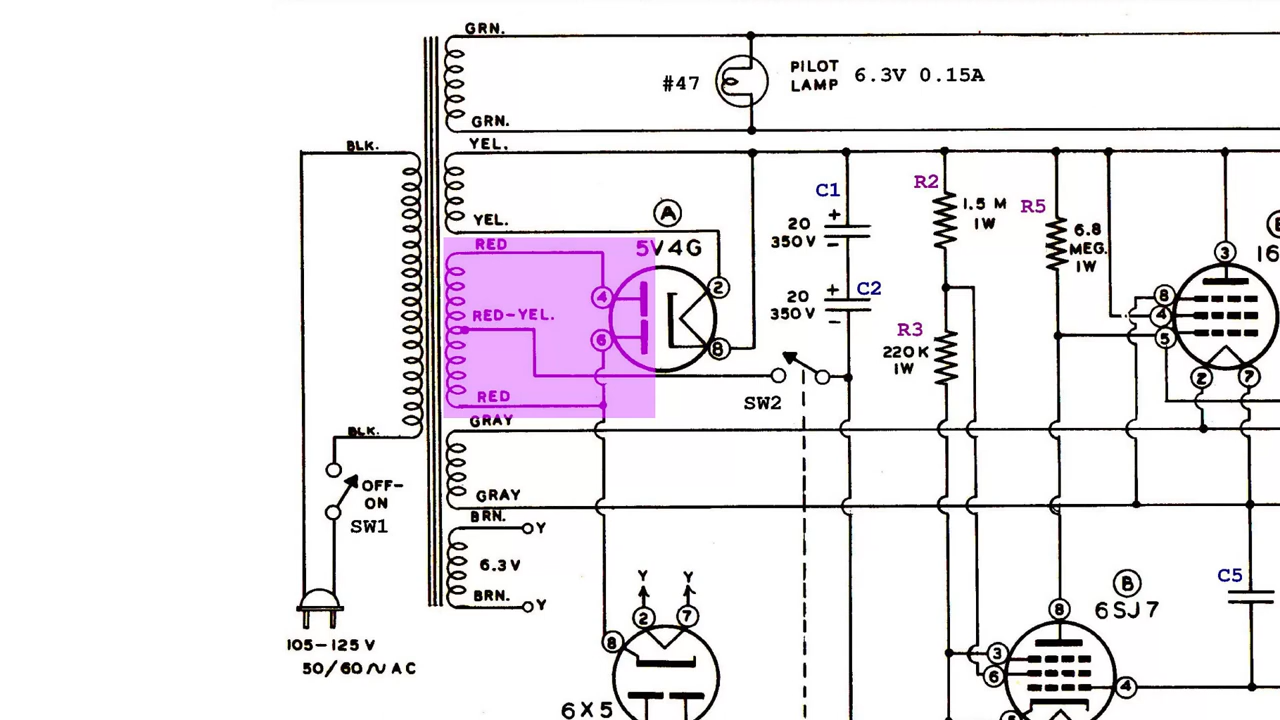 GRN.
#47
PILOT
LAMP
6.3V 0.15A
GRN.
BLK.
YEL.
YEL.
A
5V4G
RED
4
2
RED-YEL.
6
8
RED
C1
+
20
350V
-
C2
+
20
350V
-
SW2
R2
1.5 M
1W
R3
220K
1W
R5
6.8
MEG.
1W
3
16
8
4
5
2
7
BLK.
GRAY
OFF-
ON
SW1
GRAY
BRN.
Y
6.3V
BRN.
Y
105-125 V
50/60 ∿ AC
Y
Y
2
7
8
6X5
B
6SJ7
8
3
6
4
C5